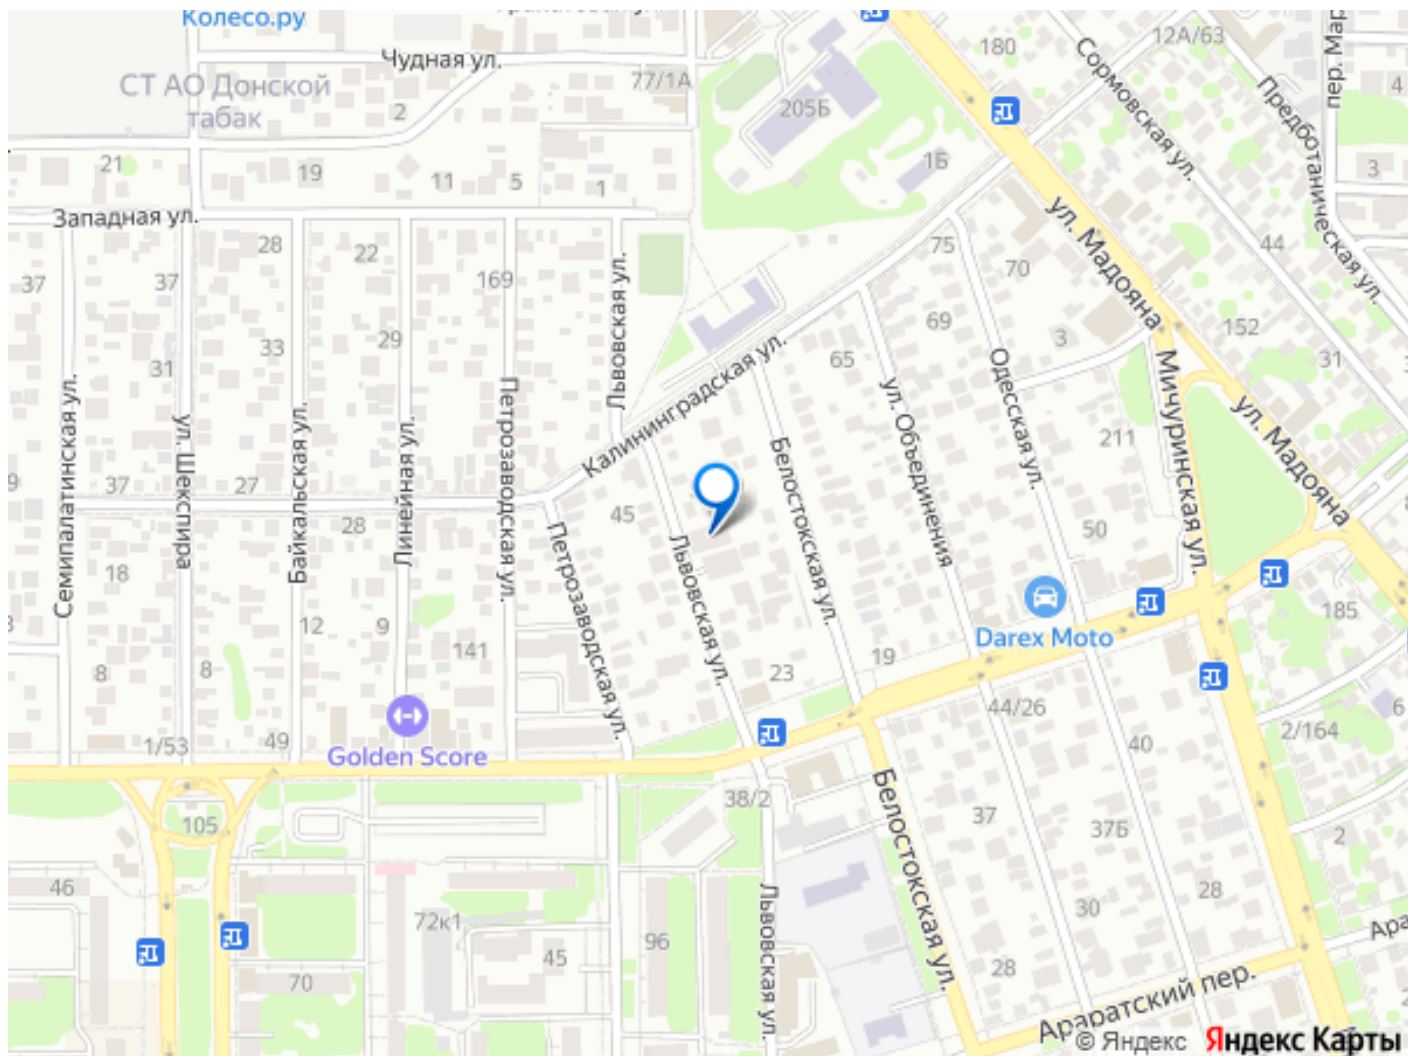 Колесо.ру
Чудная ул.
180
12А/63
пер. Мар
СТ АО Донской
табак
2
77/1А
205Б
Сормовская ул.
Предботаническая ул.
4
21
19
11
5
1
1Б
3
Западная ул.
ул. Мадояна
28
22
75
70
44
37
37
169
Львовская ул.
69
3
152
33
29
Калининградская ул.
65
31
31
Одесская ул.
Мичуринская ул.
ул. Мадояна
Семипалатинская ул.
ул. Шекспира
Байкальская ул.
Линейная ул.
Петрозаводская ул.
ул. Объединения
211
Белостокская ул.
9
37
27
28
45
50
Петрозаводская ул.
Львовская ул.
18
12
9
185
8
8
141
23
19
Darex Moto
44/26
6
1/53
49
Golden Score
40
2/164
38/2
105
37
37Б
2
Белостокская ул.
46
72к1
Львовская ул.
30
28
96
45
Ара
70
28
Араратский пер.
© Яндекс Яндекс Карты